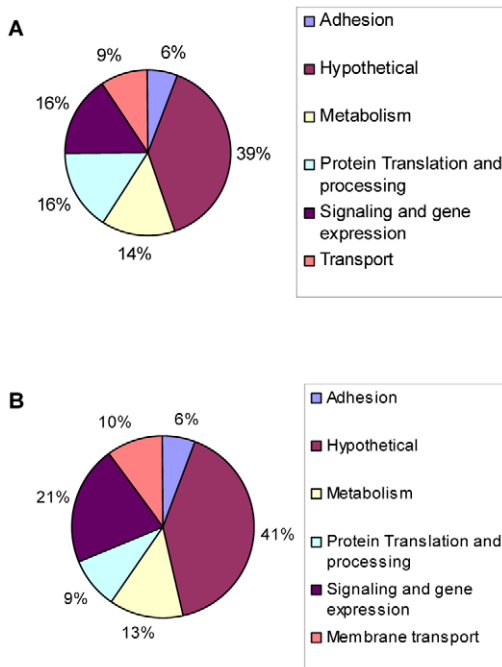 A
9%
6%
16%
39%
16%
14%
Adhesion
Hypothetical
Metabolism
Protein Translation and
processing
Signaling and gene
expression
Transport
B
10%
6%
21%
41%
9%
13%
Adhesion
Hypothetical
Metabolism
Protein Translation and
processing
Signaling and gene
expression
Membrane transport